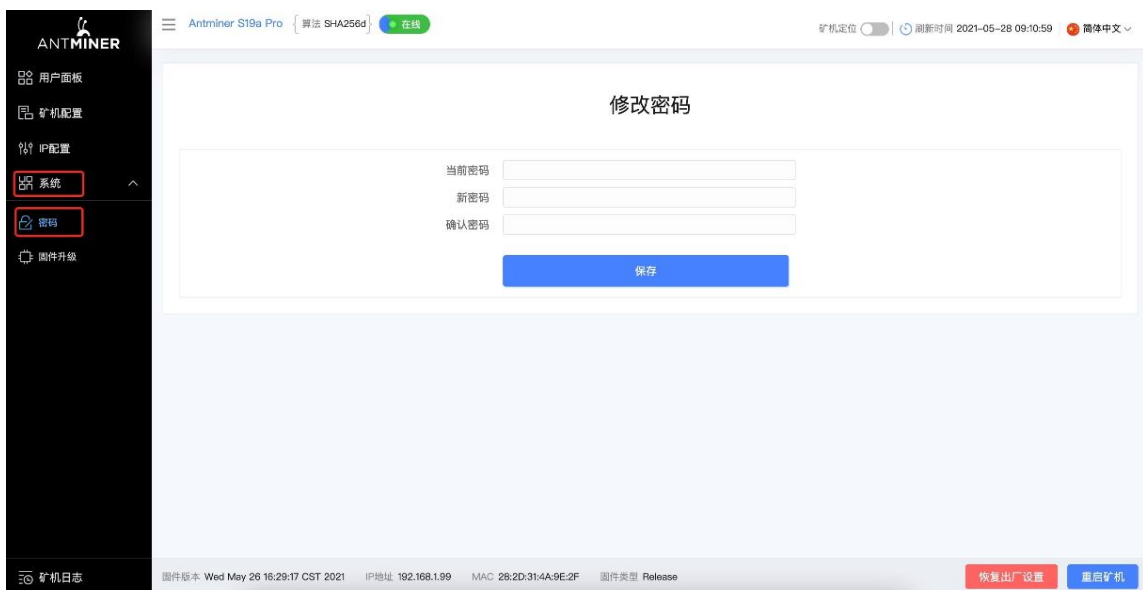 ANTMINER
Antminer S19a Pro {算法 SHA256d} 在线
矿机定位 刷新时间 2021-05-28 09:10:59 简体中文
用户面板
矿机配置
IP配置
系统
密码
固件升级
矿机日志
修改密码
当前密码
新密码
确认密码
保存
固件版本 Wed May 26 16:29:17 CST 2021 IP地址 192.168.1.99 MAC 28:2D:31:4A:9E:2F 固件类型 Release
恢复出厂设置 重启矿机